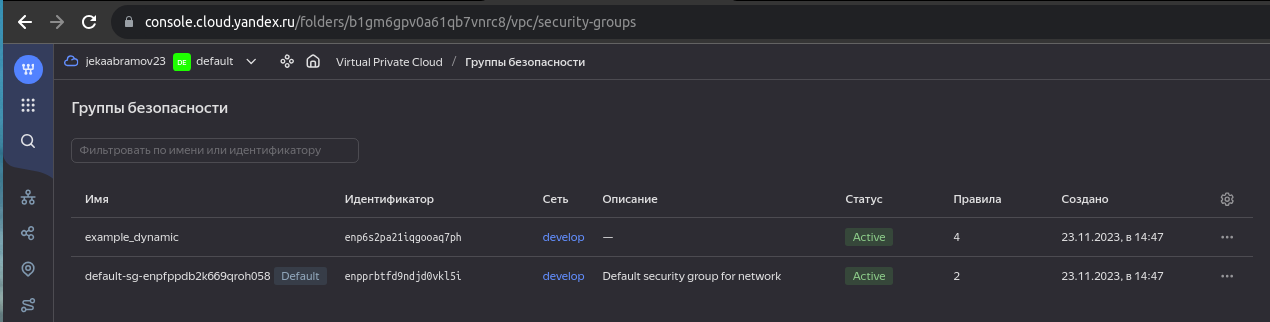 console.cloud.yandex.ru/folders/b1gm6gpv0a61qb7vnrc8/vpc/security-groups
jekaabramov23 DE default Virtual Private Cloud / Группы безопасности
Группы безопасности
Фильтровать по имени или идентификатору
Имя Идентификатор Сеть Описание Статус Правила Создано
example_dynamic enp6s2pa21iqgooaq7ph develop — Active 4 23.11.2023, в 14:47
default-sg-enpfppdb2k669qroh058 Default enpprbtfd9ndjd0vkl5i develop Default security group for network Active 2 23.11.2023, в 14:47